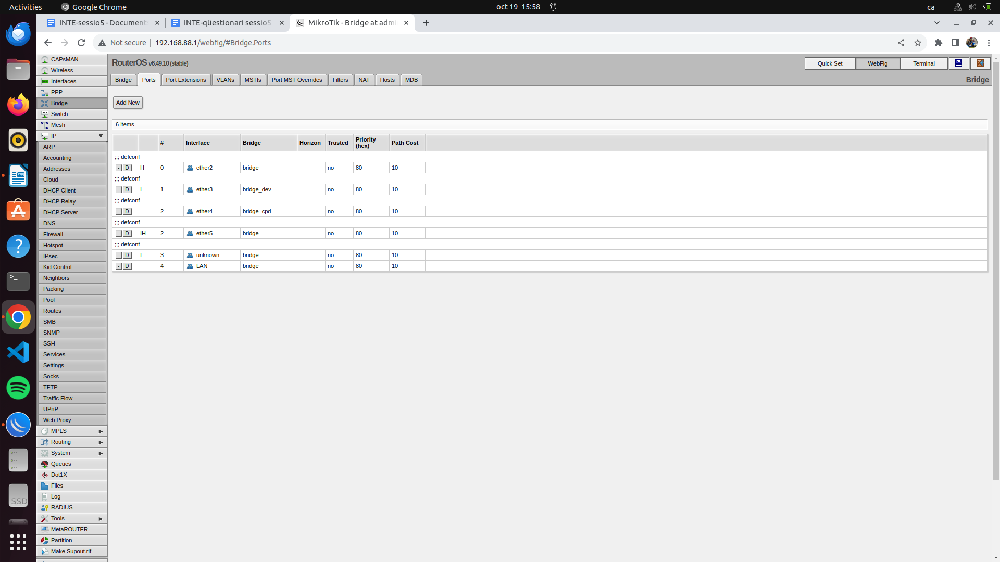 Activities
Google Chrome
oct 19 15:58
ca
INTE-sessio5 - Document
INTE-qüestionari sessio5
MikroTik - Bridge at admi
Not secure
192.168.88.1/webfig/#Bridge.Ports
CAPsMAN
Wireless
Interfaces
PPP
Bridge
Switch
Mesh
IP
ARP
Accounting
Addresses
Cloud
DHCP Client
DHCP Relay
DHCP Server
DNS
Firewall
Hotspot
IPsec
Kid Control
Neighbors
Packing
Pool
Routes
SMB
SNMP
SSH
Services
Settings
Socks
TFTP
Traffic Flow
UPnP
Web Proxy
MPLS
Routing
System
Queues
Dot1X
Files
Log
RADIUS
Tools
MetaROUTER
Partition
Make Supout.rif
RouterOS v6.49.10 (stable)
Quick Set
WebFig
Terminal
Bridge
Ports
Port Extensions
VLANs
MSTIs
Port MST Overrides
Filters
NAT
Hosts
MDB
Bridge
Add New
6 items
# Interface Bridge Horizon Trusted Priority (hex) Path Cost
;;; defconf
- D H 0 ether2 bridge no 80 10
;;; defconf
- D I 1 ether3 bridge_dev no 80 10
;;; defconf
- D 2 ether4 bridge_cpd no 80 10
;;; defconf
- D IH 2 ether5 bridge no 80 10
;;; defconf
- D I 3 unknown bridge no 80 10
- D 4 LAN bridge no 80 10
SSD